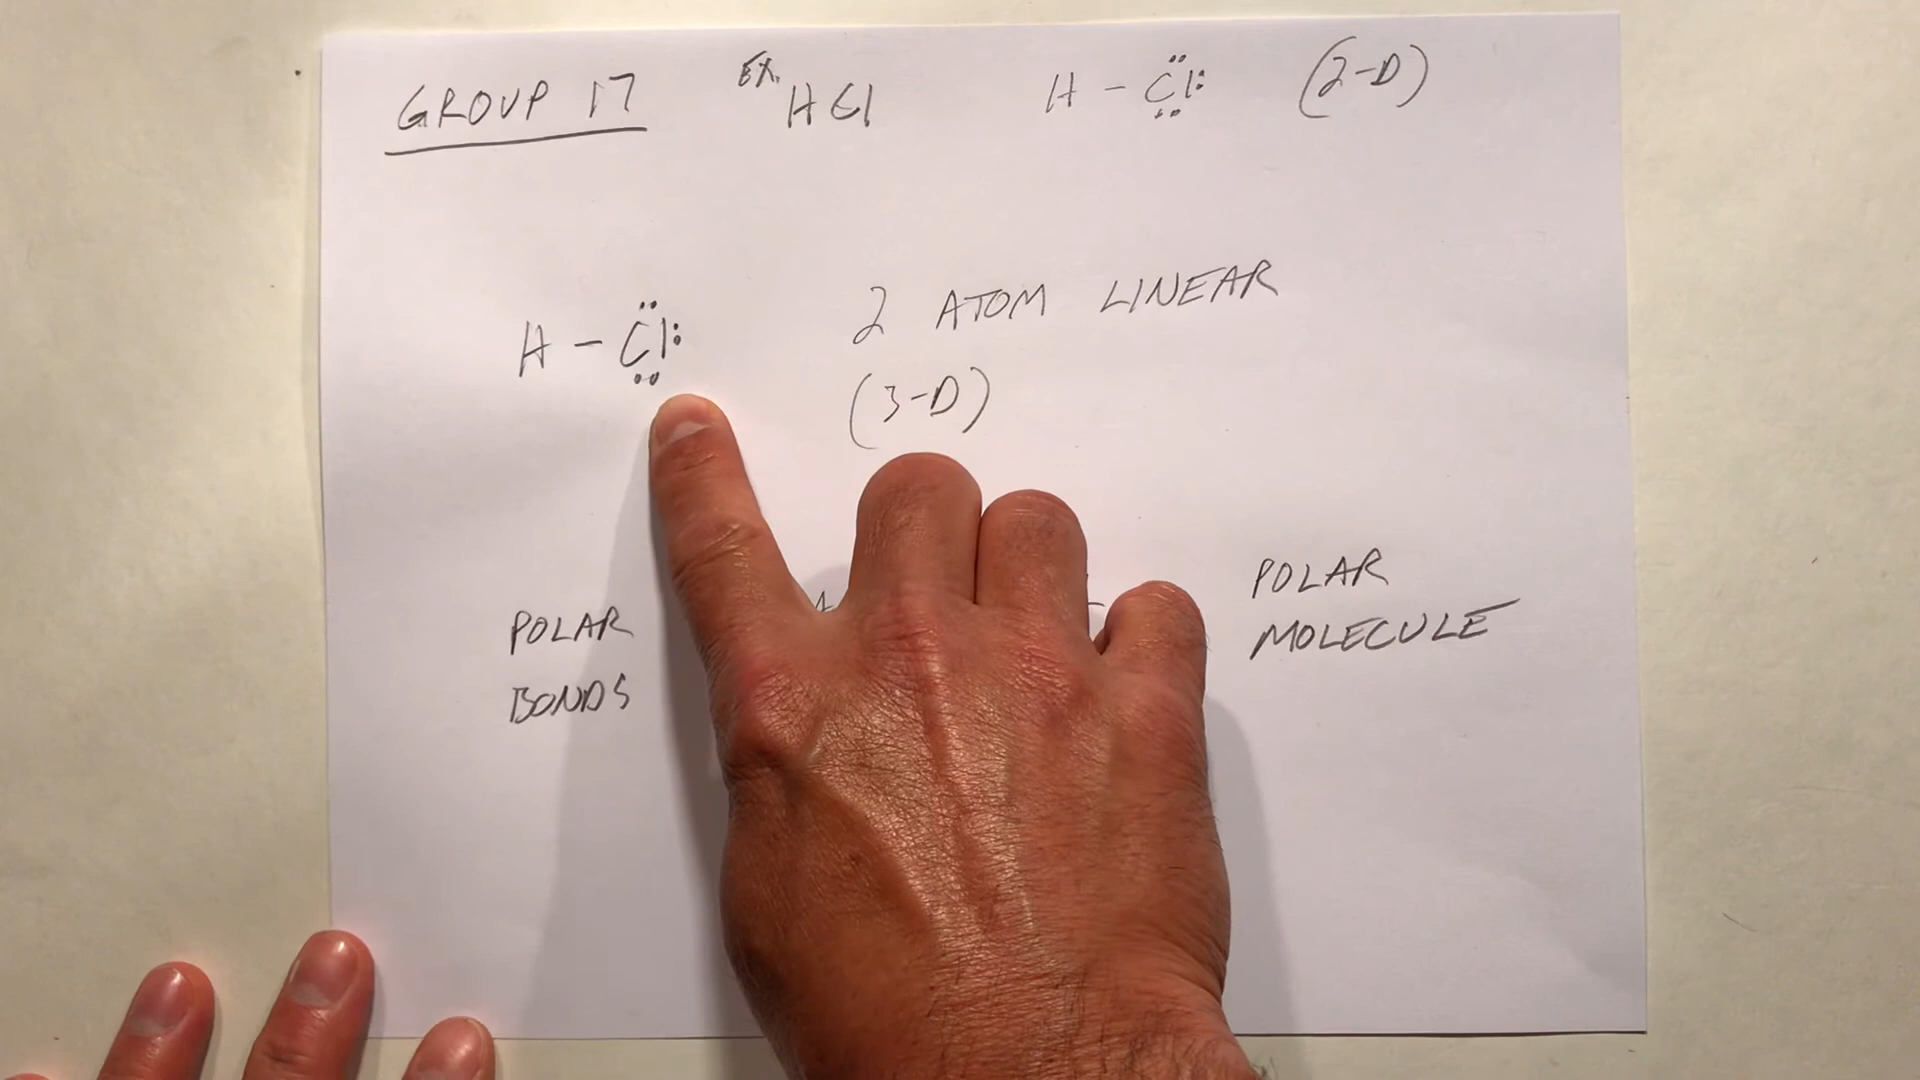 GROUP 17
EX. HCl
H - Cl (2-D)
H - Cl
2 ATOM LINEAR
(3-D)
POLAR
BONDS
POLAR
MOLECULE